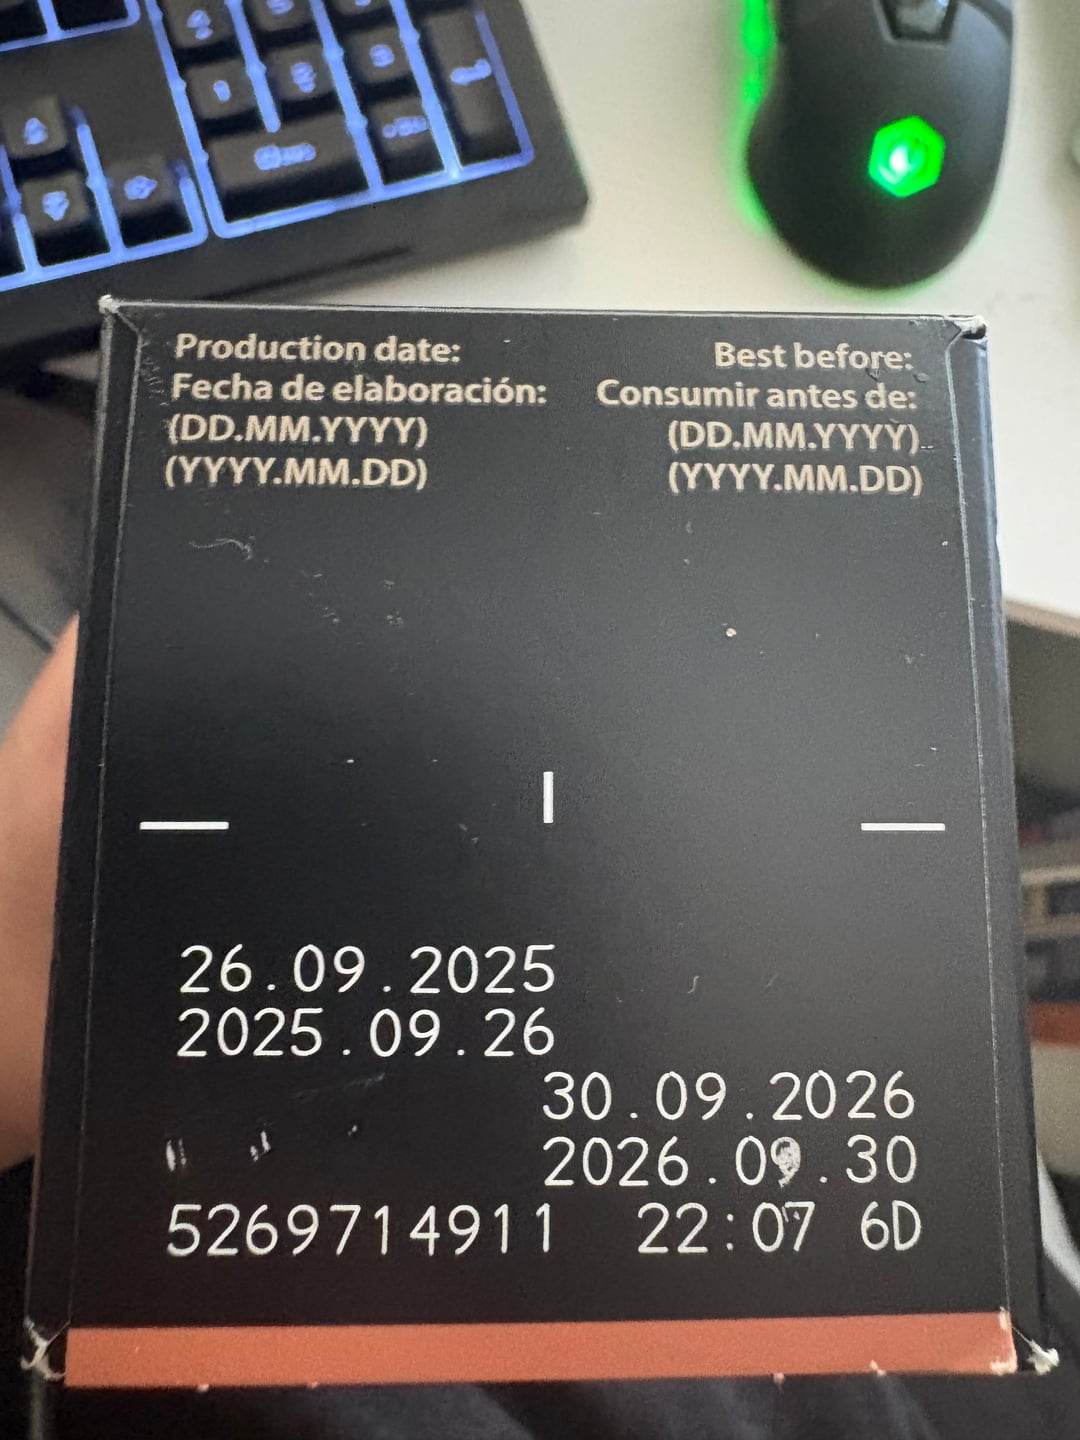 Production date:
Fecha de elaboración:
(DD.MM.YYYY)
(YYYY.MM.DD)
Best before:
Consumir antes de:
(DD.MM.YYYY)
(YYYY.MM.DD)
26.09.2025
2025.09.26
30.09.2026
2026.09.30
5269714911 22:07 6D